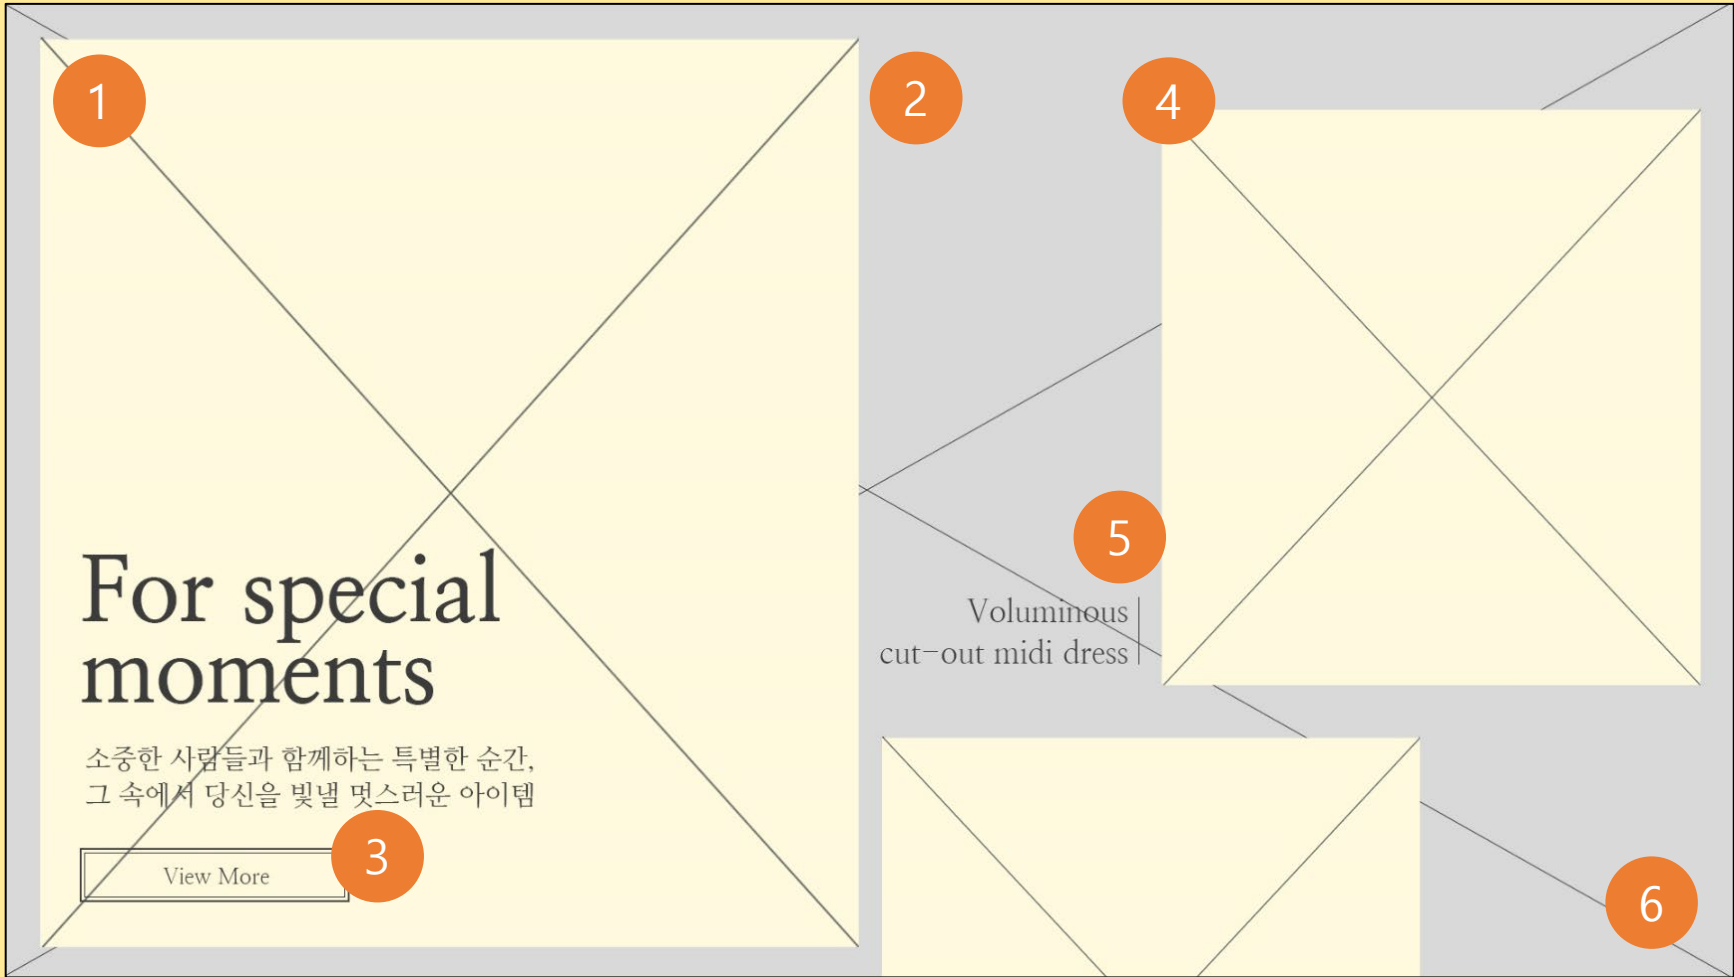 1
2
4
5
For special
moments
Voluminous
cut-out midi dress
소중한 사람들과 함께하는 특별한 순간,
그 속에서 당신을 빛낼 멋스러운 아이템
3
View More
6